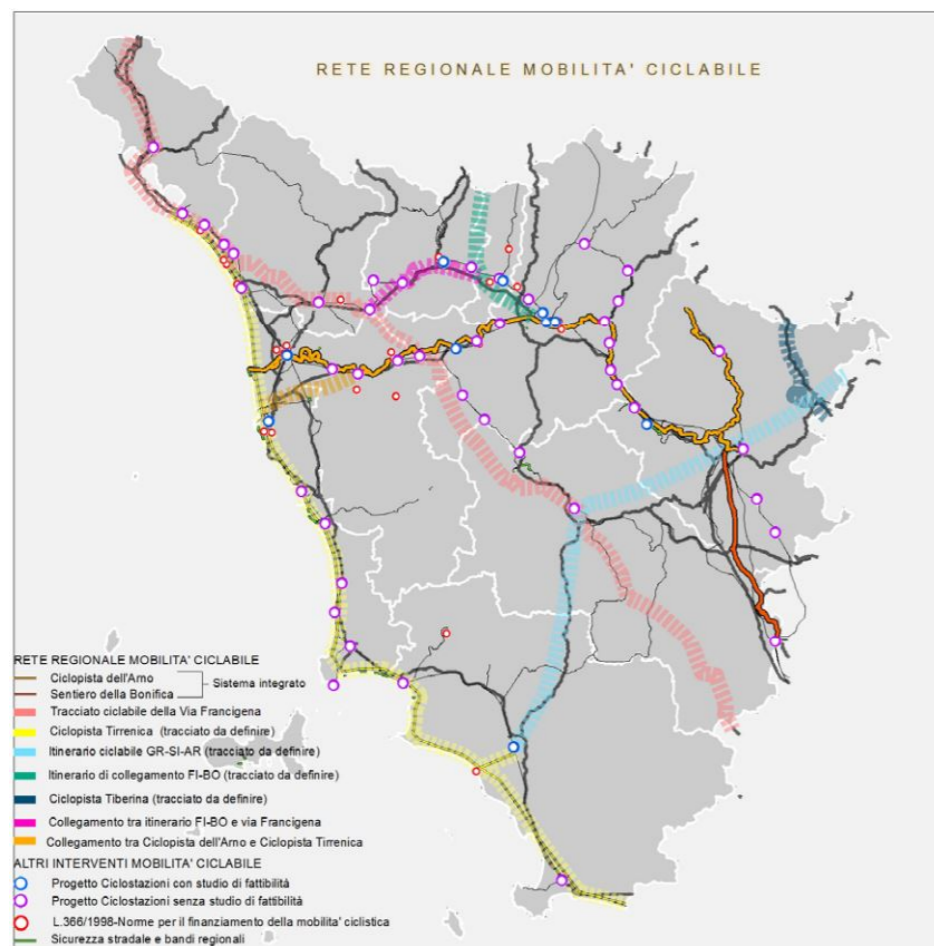 RETE REGIONALE MOBILITA' CICLABILE
RETE REGIONALE MOBILITA' CICLABILE
Ciclopista dell'Arno
Sentiero della Bonifica
Sistema integrato
Tracciato ciclabile della Via Francigena
Ciclopista Tirrenica (tracciato da definire)
Itinerario ciclabile GR-SI-AR (tracciato da definire)
Itinerario di collegamento FI-BO (tracciato da definire)
Ciclopista Tiberina (tracciato da definire)
Collegamento tra itinerario FI-BO e via Francigena
Collegamento tra Ciclopista dell'Arno e Ciclopista Tirrenica
ALTRI INTERVENTI MOBILITA' CICLABILE
Progetto Ciclostazioni con studio di fattibilità
Progetto Ciclostazioni senza studio di fattibilità
L.366/1998-Norme per il finanziamento della mobilita' ciclistica
Sicurezza stradale e bandi regionali